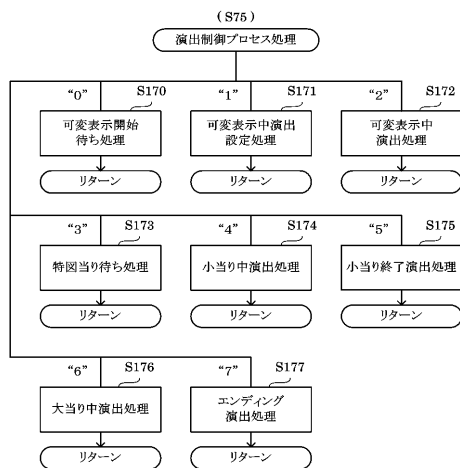 (S75)
演出制御プロセス処理
“0”
S170
“1”
S171
“2”
S172
可変表示開始
待ち処理
可変表示中演出
設定処理
可変表示中
演出処理
リターン
リターン
リターン
“3”
S173
“4”
S174
“5”
S175
特図当り待ち処理
小当り中演出処理
小当り終了演出処理
リターン
リターン
リターン
“6”
S176
“7”
S177
大当り中演出処理
エンディング
演出処理
リターン
リターン